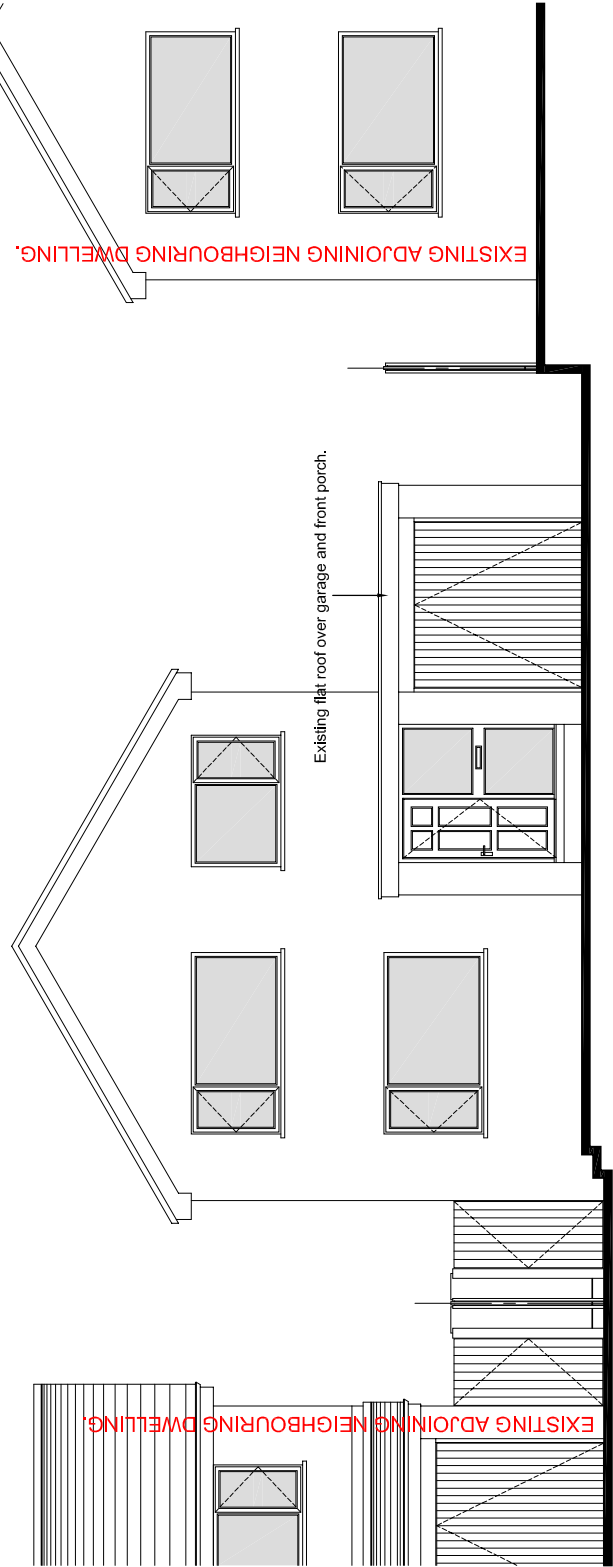 EXISTING ADJOINING NEIGHBOURING DWELLING.
Existing flat roof over garage and front porch.
EXISTING ADJOINING NEIGHBOURING DWELLING.